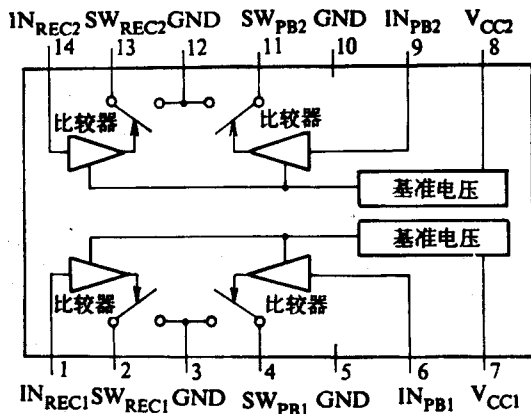 IN_REC2 SW_REC2 GND SW_PB2 GND IN_PB2 V_CC2
14 13 12 11 10 9 8
比较器 比较器
基准电压
基准电压
比较器 比较器
1 2 3 4 5 6 7
IN_REC1 SW_REC1 GND SW_PB1 GND IN_PB1 V_CC1